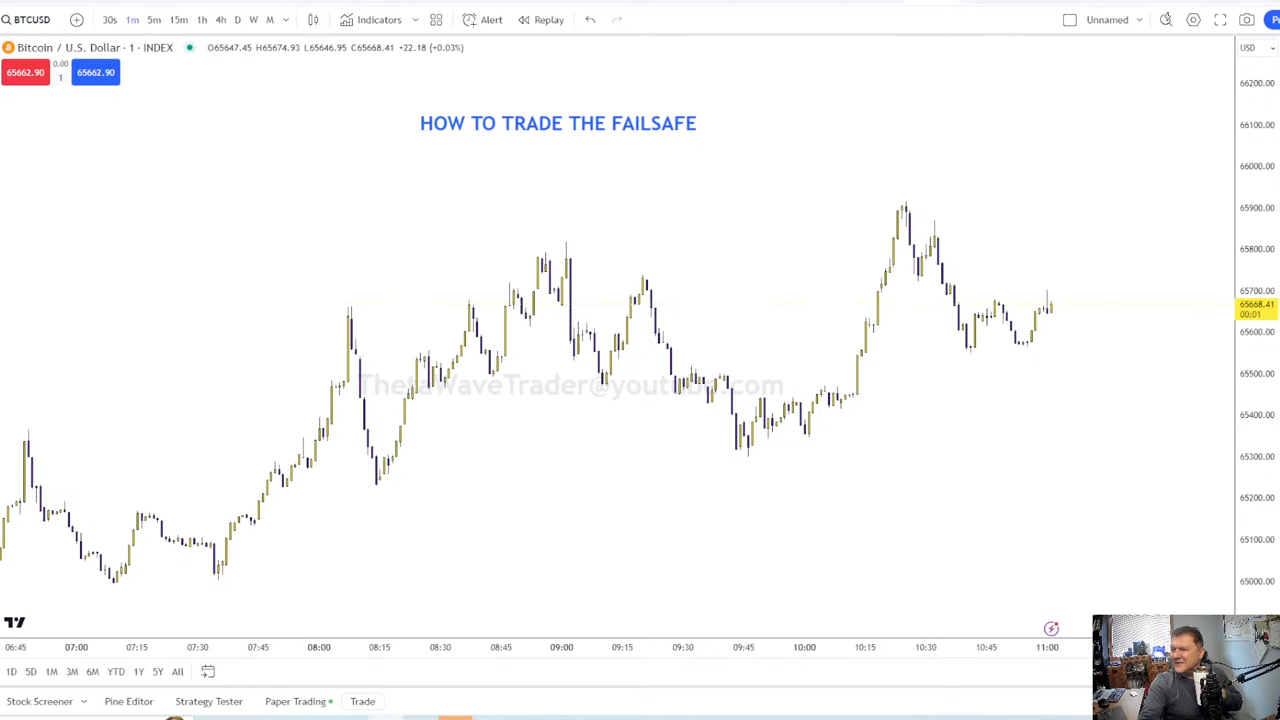 BTCUSD 30s 1m 5m 15m 1h 4h D W M Indicators Alert Replay Unnamed
Bitcoin / U.S. Dollar · 1 · INDEX O65647.45 H65674.93 L65646.95 C65668.41 +22.18 (+0.03%) USD
65662.90 0.00 1 65662.90
66200.00
HOW TO TRADE THE FAILSAFE
66100.00
66000.00
65900.00
65800.00
65700.00
65668.41
00:01
65600.00
65500.00
ThetaWaveTrader@youtube.com
65400.00
65300.00
65200.00
65100.00
65000.00
06:45 07:00 07:15 07:30 07:45 08:00 08:15 08:30 08:45 09:00 09:15 09:30 09:45 10:00 10:15 10:30 10:45 11:00
1D 5D 1M 3M 6M YTD 1Y 5Y All
Stock Screener Pine Editor Strategy Tester Paper Trading Trade